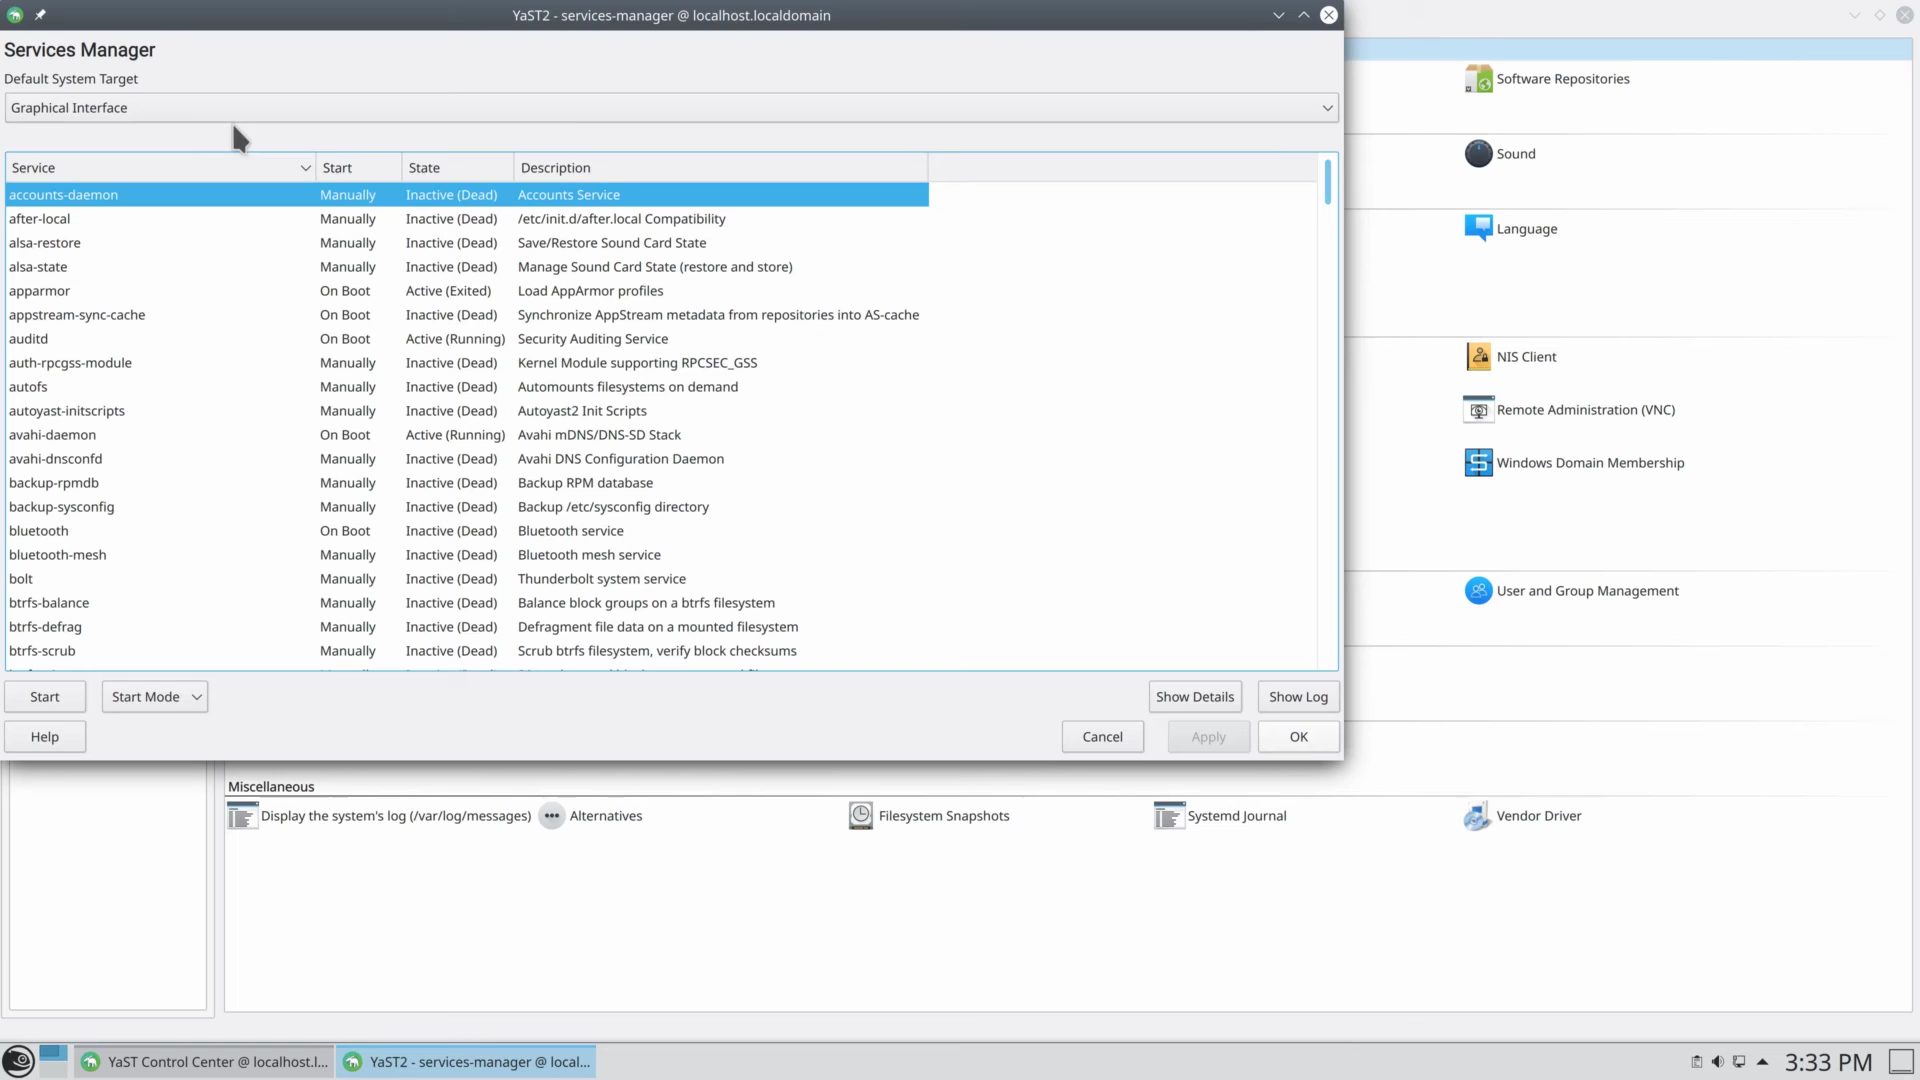 YaST2 - services-manager @ localhost.localdomain
Services Manager
Default System Target
Graphical Interface
Service Start State Description
accounts-daemon Manually Inactive (Dead) Accounts Service
after-local Manually Inactive (Dead) /etc/init.d/after.local Compatibility
alsa-restore Manually Inactive (Dead) Save/Restore Sound Card State
alsa-state Manually Inactive (Dead) Manage Sound Card State (restore and store)
apparmor On Boot Active (Exited) Load AppArmor profiles
appstream-sync-cache On Boot Inactive (Dead) Synchronize AppStream metadata from repositories into AS-cache
auditd On Boot Active (Running) Security Auditing Service
auth-rpcgss-module Manually Inactive (Dead) Kernel Module supporting RPCSEC_GSS
autofs Manually Inactive (Dead) Automounts filesystems on demand
autoyast-initscripts Manually Inactive (Dead) Autoyast2 Init Scripts
avahi-daemon On Boot Active (Running) Avahi mDNS/DNS-SD Stack
avahi-dnsconfd Manually Inactive (Dead) Avahi DNS Configuration Daemon
backup-rpmdb Manually Inactive (Dead) Backup RPM database
backup-sysconfig Manually Inactive (Dead) Backup /etc/sysconfig directory
bluetooth On Boot Inactive (Dead) Bluetooth service
bluetooth-mesh Manually Inactive (Dead) Bluetooth mesh service
bolt Manually Inactive (Dead) Thunderbolt system service
btrfs-balance Manually Inactive (Dead) Balance block groups on a btrfs filesystem
btrfs-defrag Manually Inactive (Dead) Defragment file data on a mounted filesystem
btrfs-scrub Manually Inactive (Dead) Scrub btrfs filesystem, verify block checksums
Start Start Mode Show Details Show Log
Help Cancel Apply OK
Software Repositories
Sound
Language
NIS Client
Remote Administration (VNC)
Windows Domain Membership
User and Group Management
Miscellaneous
Display the system's log (/var/log/messages) Alternatives Filesystem Snapshots Systemd Journal Vendor Driver
YaST Control Center @ localhost.l... YaST2 - services-manager @ local... 3:33 PM